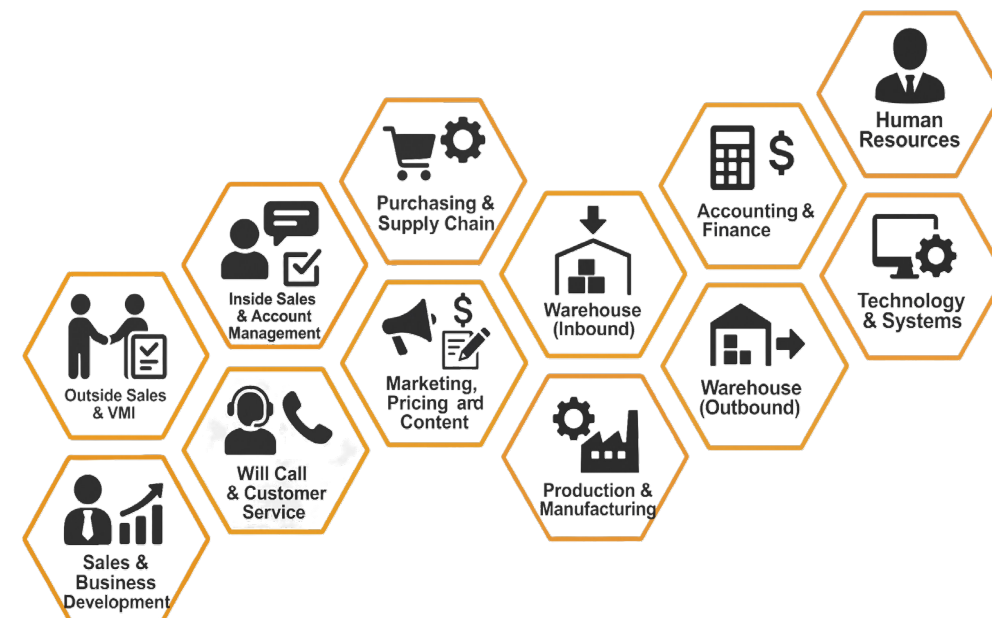 Human
Resources
Purchasing &
Supply Chain
$
Accounting &
Finance
Inside Sales
& Account
Management
Warehouse
(Inbound)
Technology
& Systems
Outside Sales
& VMI
$
Marketing,
Pricing and
Content
Warehouse
(Outbound)
Will Call
& Customer
Service
Production &
Manufacturing
Sales &
Business
Development